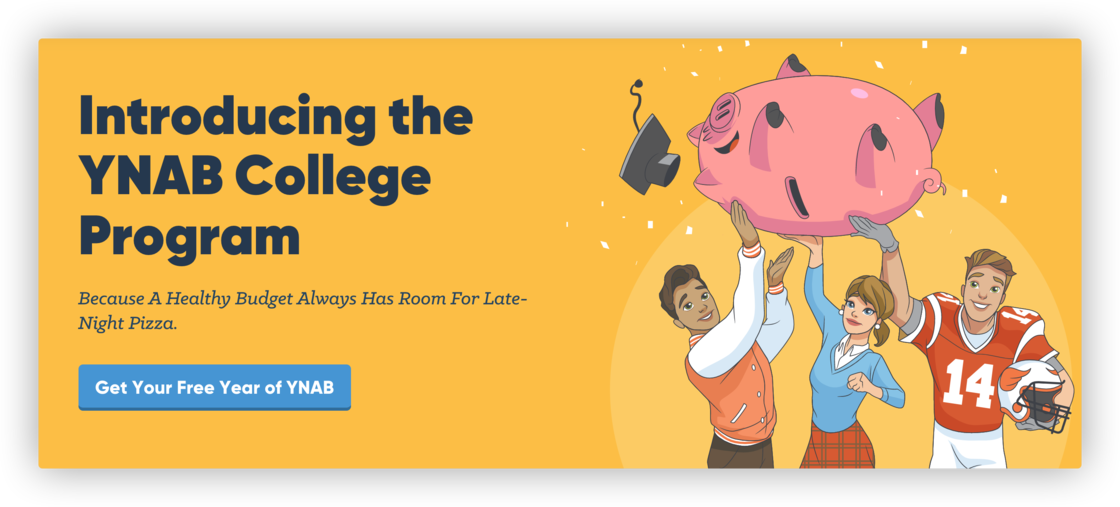 Introducing the
YNAB College
Program
Because A Healthy Budget Always Has Room For Late-
Night Pizza.
Get Your Free Year of YNAB
14
14